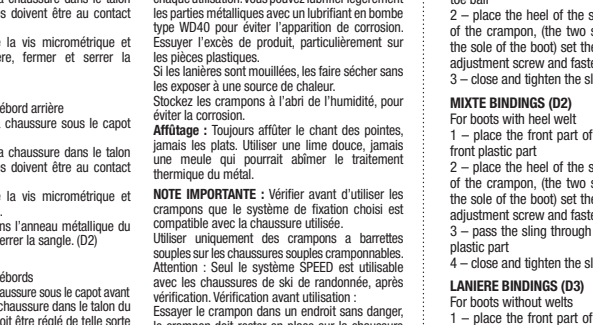 chaussure dans le talon
s doivent être au contact
la vis micrométrique et
ère, fermer et serrer la
ébord arrière
chaussure sous le capot
a chaussure dans le talon
s doivent être au contact
la vis micrométrique et
ns l'anneau métallique du
errer la sangle. (D2)
ébords
aussure sous le capot avant
chaussure dans le talon du
oit être réglé de telle sorte
chaque utilisation. Vous pouvez lubrifier légèrement
les parties métalliques avec un lubrifiant en bombe
type WD40 pour éviter l'apparition de corrosion.
Essuyer l'excès de produit, particulièrement sur
les pièces plastiques.
Si les lanières sont mouillées, les faire sécher sans
les exposer à une source de chaleur.
Stockez les crampons à l'abri de l'humidité, pour
éviter la corrosion.
Affûtage : Toujours affûter le chant des pointes,
jamais les plats. Utiliser une lime douce, jamais
une meule qui pourrait abîmer le traitement
thermique du métal.
NOTE IMPORTANTE : Vérifier avant d'utiliser les
crampons que le système de fixation choisi est
compatible avec la chaussure utilisée.
Utiliser uniquement des crampons a barrettes
souples sur les chaussures souples cramponnables.
Attention : Seul le système SPEED est utilisable
avec les chaussures de ski de randonnée, après
vérification. Vérification avant utilisation :
Essayer le crampon dans un endroit sans danger,
le crampon doit rester en place sur la chaussure
toe bail
2 – place the heel of the s
of the crampon, (the two s
the sole of the boot) set the
adjustment screw and faste
3 – close and tighten the sl
MIXTE BINDINGS (D2)
For boots with heel welt
1 – place the front part of
front plastic part
2 – place the heel of the s
of the crampon, (the two s
the sole of the boot) set the
adjustment screw and faste
3 – pass the sling through
plastic part
4 – close and tighten the sl
LANIERE BINDINGS (D3)
For boots without welts
1 – place the front part of